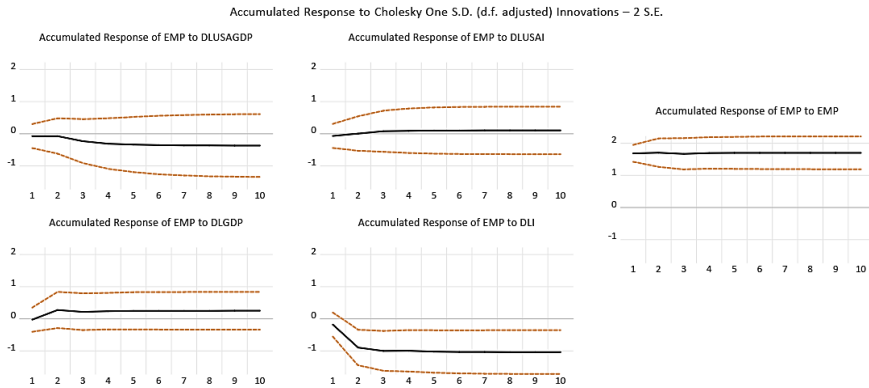 Accumulated Response to Cholesky One S.D. (d.f. adjusted) Innovations – 2 S.E.
Accumulated Response of EMP to DLUSAGDP
2
1
0
-1
1 2 3 4 5 6 7 8 9 10
Accumulated Response of EMP to DLUSAI
2
1
0
-1
1 2 3 4 5 6 7 8 9 10
Accumulated Response of EMP to EMP
2
1
0
-1
1 2 3 4 5 6 7 8 9 10
Accumulated Response of EMP to DLGDP
2
1
0
-1
1 2 3 4 5 6 7 8 9 10
Accumulated Response of EMP to DLI
2
1
0
-1
1 2 3 4 5 6 7 8 9 10